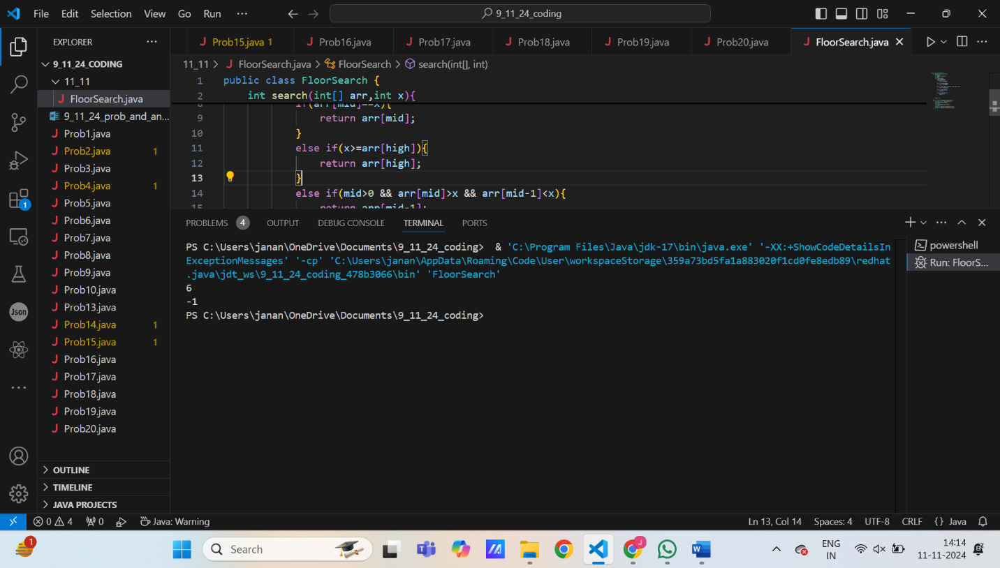 File Edit Selection View Go Run ··· 9_11_24_coding
EXPLORER ···
9_11_24_CODING
11_11
FloorSearch.java
9_11_24_prob_and_an...
Prob1.java
Prob2.java 1
Prob3.java
Prob4.java 1
Prob5.java
Prob6.java
Prob7.java
Prob8.java
Prob9.java
Prob10.java
Prob13.java
Prob14.java 1
Prob15.java 1
Prob16.java
Prob17.java
Prob18.java
Prob19.java
Prob20.java
OUTLINE
TIMELINE
JAVA PROJECTS
1
Json
J Prob15.java 1 J Prob16.java J Prob17.java J Prob18.java J Prob19.java J Prob20.java J FloorSearch.java
11_11 > J FloorSearch.java > FloorSearch > search(int[], int)
1 public class FloorSearch {
2 int search(int[] arr,int x){
8 if(arr[mid]==x){
9 return arr[mid];
10 }
11 else if(x>=arr[high]){
12 return arr[high];
13 }
14 else if(mid>0 && arr[mid]>x && arr[mid-1]<x){
15 return arr[mid-1];
PROBLEMS 4 OUTPUT DEBUG CONSOLE TERMINAL PORTS
PS C:\Users\janan\OneDrive\Documents\9_11_24_coding> & 'C:\Program Files\Java\jdk-17\bin\java.exe' '-XX:+ShowCodeDetailsIn
ExceptionMessages' '-cp' 'C:\Users\janan\AppData\Roaming\Code\User\workspaceStorage\359a73bd5fa1a883020f1cd0fe8edb89\redhat
.java\jdt_ws\9_11_24_coding_478b3066\bin' 'FloorSearch'
6
-1
PS C:\Users\janan\OneDrive\Documents\9_11_24_coding>
powershell
Run: FloorS...
0 4 0 Java: Warning Ln 13, Col 14 Spaces: 4 UTF-8 CRLF {} Java
1 Search ENG 14:14
IN 11-11-2024